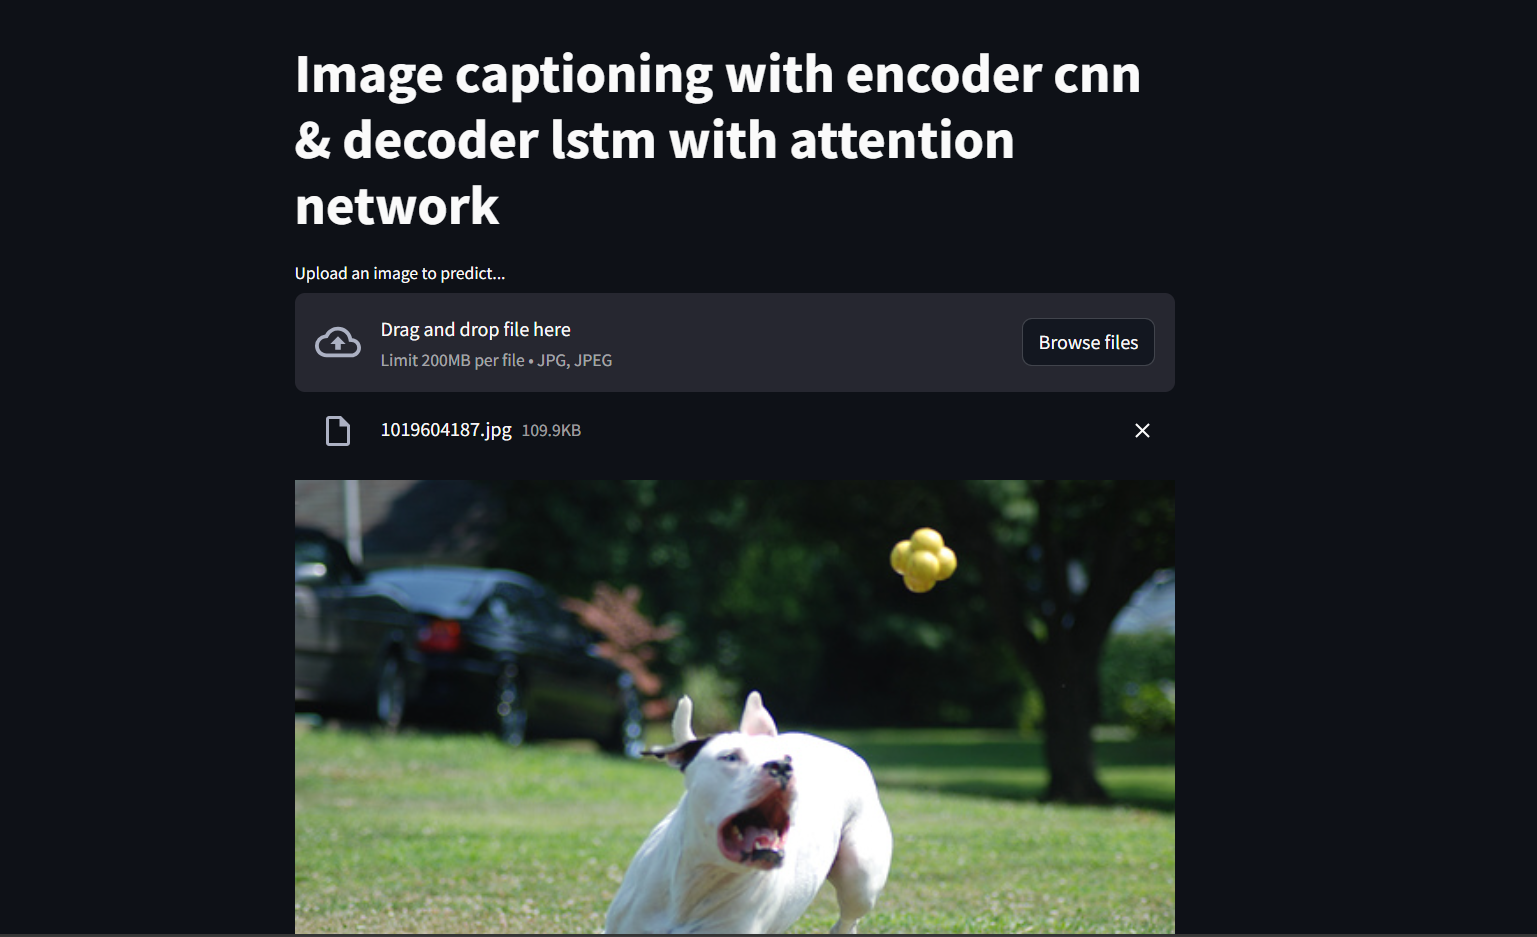 Image captioning with encoder cnn
& decoder lstm with attention
network
Upload an image to predict...
Drag and drop file here
Limit 200MB per file • JPG, JPEG
Browse files
1019604187.jpg 109.9KB